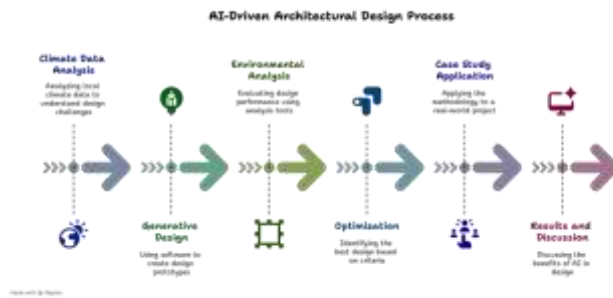 AI-Driven Architectural Design Process
Climate Data
Analysis
Analyzing local
climate data to
understand design
challenges
Environmental
Analysis
Evaluating design
performance using
analysis tools
Case Study
Application
Applying the
methodology to a
real-world project
Generative
Design
Using software to
create design
prototypes
Optimization
Identifying the
best design based
on criteria
Results and
Discussion
Discussing the
benefits of AI in
design
Made with